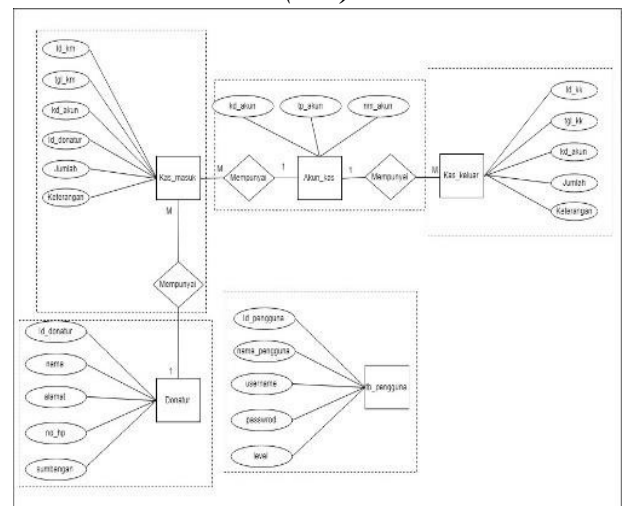 Id_km
tgl_km
kd_akun
Id_donatur
Jumlah
Keterangan
Kas_masuk
M
Mempunyai
1
kd_akun
tp_akun
nm_akun
Akun_kas
1
Mempunyai
M
Kas_keluar
Id_kk
tgl_kk
kd_akun
Jumlah
Keterangan
M
Mempunyai
1
Id_donatur
nama
alamat
no_hp
sumbangan
Donatur
Id_pengguna
nama_pengguna
username
password
level
tb_pengguna